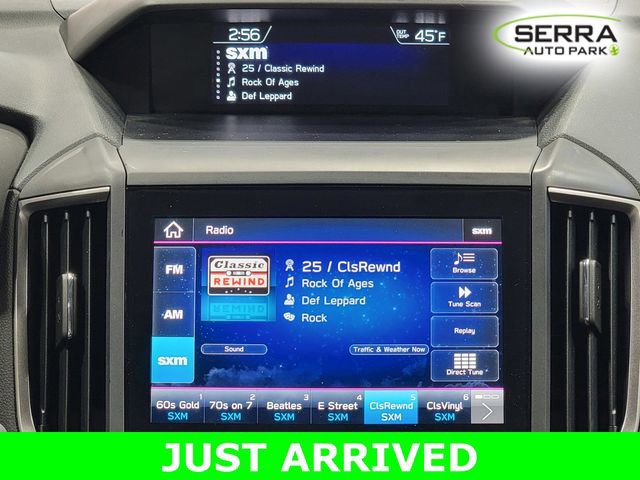 2:56
OUT TEMP 45°F
sxm
25 / Classic Rewind
Rock Of Ages
Def Leppard
SERRA
AUTO PARK
Radio
sxm
FM
AM
sxm
Classic
REWIND
25 / ClsRewnd
Rock Of Ages
Def Leppard
Rock
Sound
Traffic & Weather Now
Browse
Tune Scan
Replay
Direct Tune
1
60s Gold
SXM
2
70s on 7
SXM
3
Beatles
SXM
4
E Street
SXM
5
ClsRewnd
SXM
6
ClsVinyl
SXM
JUST ARRIVED